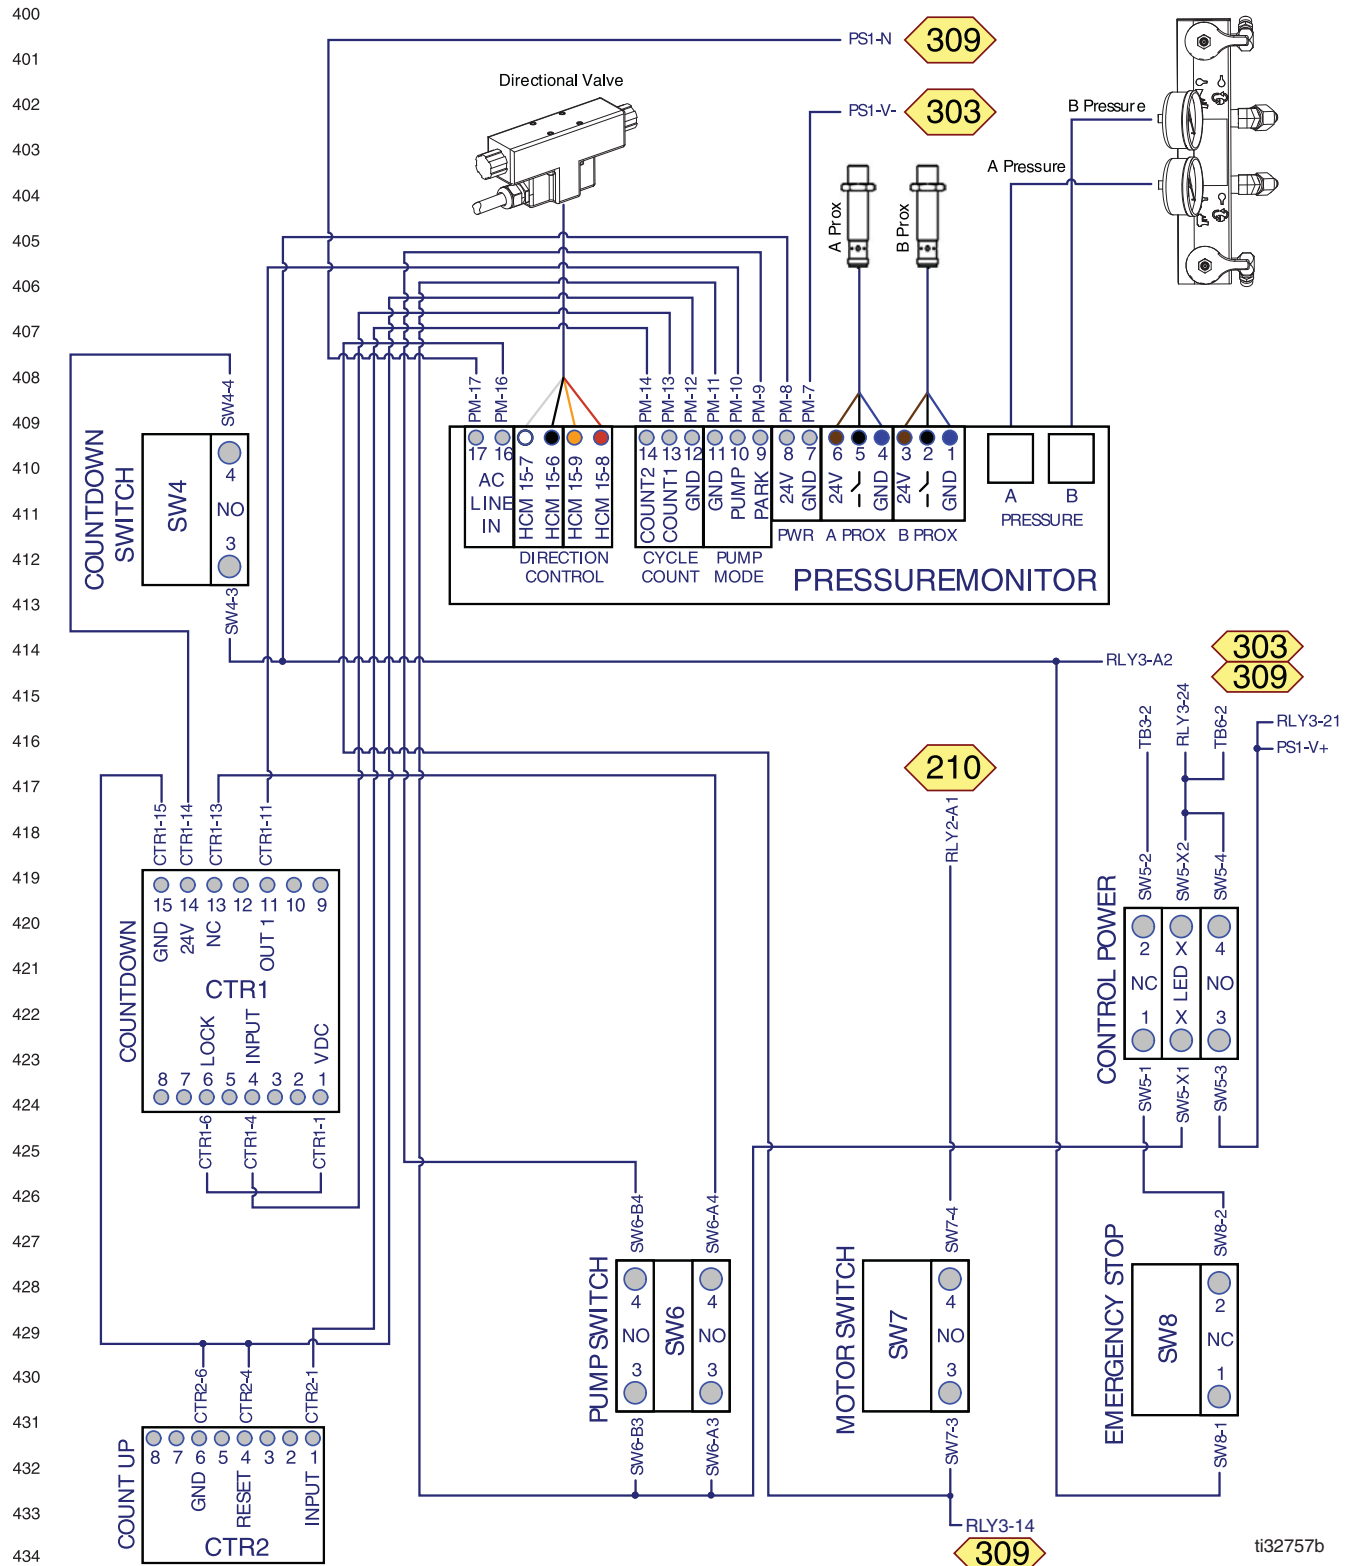 400
401
402
403
404
405
406
407
408
409
410
411
412
413
414
415
416
417
418
419
420
421
422
423
424
425
426
427
428
429
430
431
432
433
434
PS1-N
309
Directional Valve
PS1-V-
303
B Pressure
A Pressure
A Prox
B Prox
PM-17
PM-16
PM-14
PM-13
PM-12
PM-11
PM-10
PM-9
PM-8
PM-7
17 16
AC
LINE
IN
HCM 15-7
HCM 15-6
HCM 15-9
HCM 15-8
DIRECTION
CONTROL
14 13 12
COUNT2
COUNT1
GND
CYCLE
COUNT
11 10 9
GND
PUMP
PARK
PUMP
MODE
8 7
24V
GND
PWR
6 5 4
24V
GND
A PROX
3 2 1
24V
GND
B PROX
A B
PRESSURE
PRESSUREMONITOR
COUNTDOWN
SWITCH
SW4
SW4-4
4
NO
3
SW4-3
RLY3-A2
303
309
RLY3-21
PS1-V+
TB3-2
RLY3-24
TB6-2
210
RLY2-A1
CTR1-15
CTR1-14
CTR1-13
CTR1-11
COUNTDOWN
15 14 13 12 11 10 9
GND
24V
NC
OUT 1
CTR1
LOCK
INPUT
VDC
8 7 6 5 4 3 2 1
CTR1-6
CTR1-4
CTR1-1
CONTROL POWER
SW5-2
SW5-X2
SW5-4
2 X 4
NC LED NO
1 X 3
SW5-1
SW5-X1
SW5-3
PUMP SWITCH
SW6-B4
SW6-A4
4 4
NO SW6 NO
3 3
SW6-B3
SW6-A3
MOTOR SWITCH
SW7-4
SW7
4
NO
3
SW7-3
RLY3-14
309
EMERGENCY STOP
SW8-2
SW8
2
NC
1
SW8-1
COUNT UP
CTR2-6
CTR2-4
CTR2-1
8 7 6 5 4 3 2 1
GND
RESET
INPUT
CTR2
ti32757b